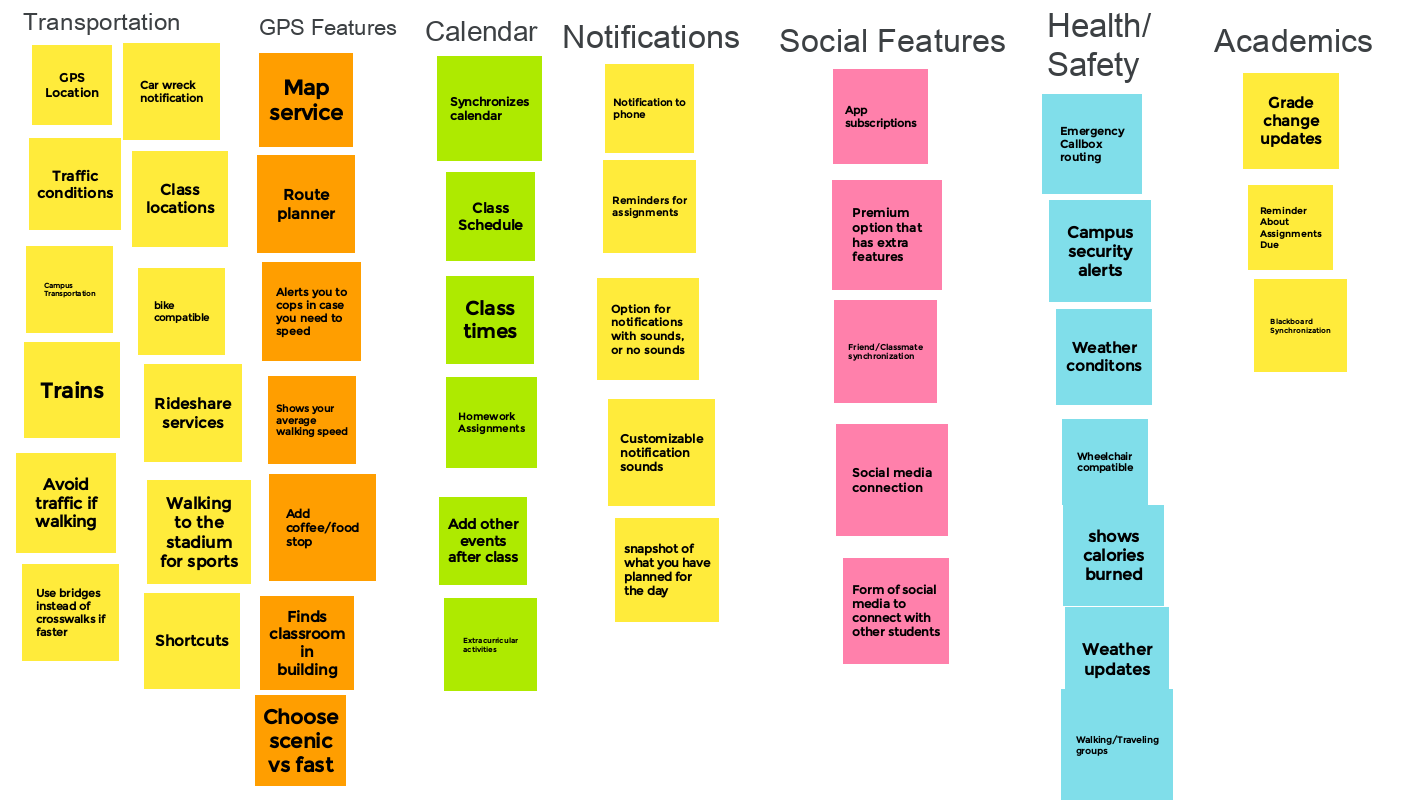 Transportation
GPS
Location
Car wreck
notification
Traffic
conditions
Class
locations
Campus
Transportation
bike
compatible
Trains
Rideshare
services
Avoid
traffic if
walking
Walking
to the
stadium
for sports
Use bridges
instead of
crosswalks if
faster
Shortcuts
GPS Features
Map
service
Route
planner
Alerts you to
cops in case
you need to
speed
Shows your
average
walking speed
Add
coffee/food
stop
Finds
classroom
in
building
Choose
scenic
vs fast
Calendar
Synchronizes
calendar
Class
Schedule
Class
times
Homework
Assignments
Add other
events
after class
Extracurricular
activities
Notifications
Notification to
phone
Reminders for
assignments
Option for
notifications
with sounds,
or no sounds
Customizable
notification
sounds
snapshot of
what you have
planned for
the day
Social Features
App
subscriptions
Premium
option that
has extra
features
Friend/Classmate
synchronization
Social media
connection
Form of social
media to
connect with
other students
Health/
Safety
Emergency
Callbox
routing
Campus
security
alerts
Weather
conditons
Wheelchair
compatible
shows
calories
burned
Weather
updates
Walking/Traveling
groups
Academics
Grade
change
updates
Reminder
About
Assignments
Due
Blackboard
Synchronization